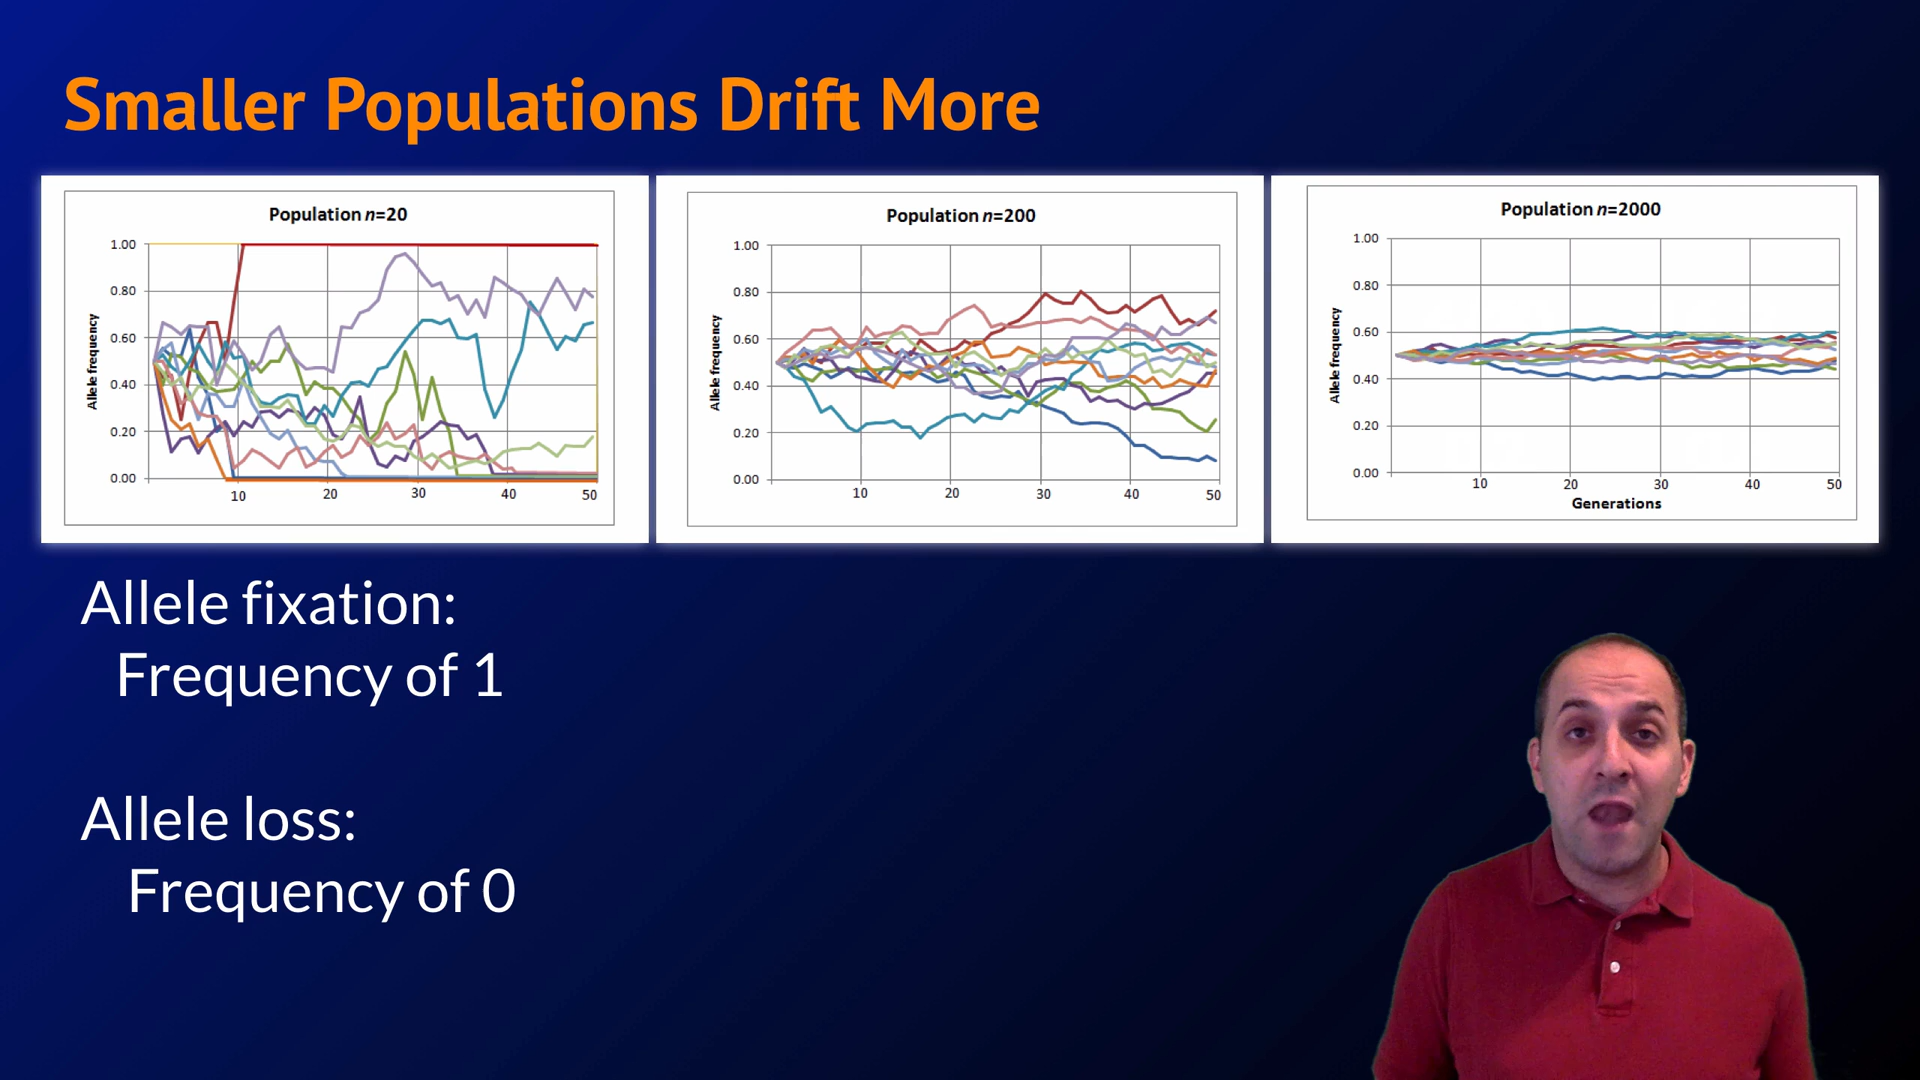 Smaller Populations Drift More
Population n=20
1.00
0.80
0.60
0.40
0.20
0.00
Allele frequency
10 20 30 40 50
Population n=200
1.00
0.80
0.60
0.40
0.20
0.00
Allele frequency
10 20 30 40 50
Population n=2000
1.00
0.80
0.60
0.40
0.20
0.00
Allele frequency
10 20 30 40 50
Generations
Allele fixation:
Frequency of 1
Allele loss:
Frequency of 0